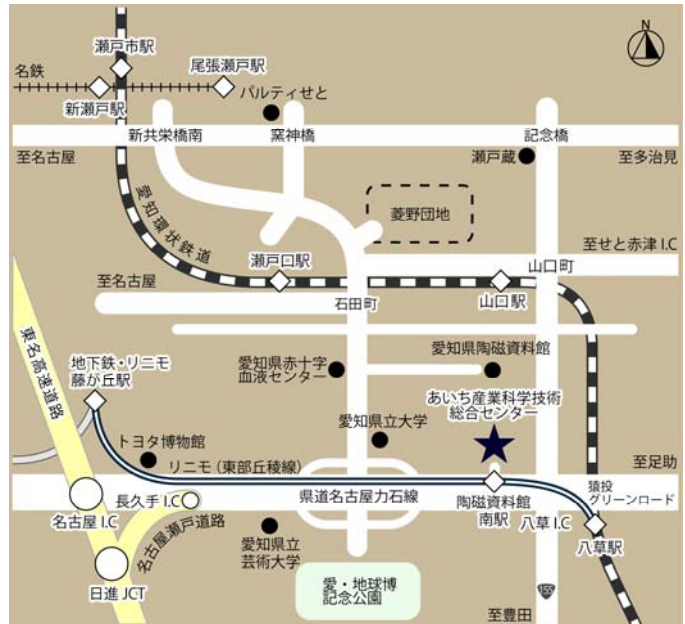 N
瀬戸市駅
名鉄
尾張瀬戸駅
新瀬戸駅
パルティせと
新共栄橋南
窯神橋
記念橋
至名古屋
瀬戸蔵
至多治見
愛知環状鉄道
菱野団地
至せと赤津I.C
瀬戸口駅
山口町
至名古屋
石田町
山口駅
東名高速道路
地下鉄・リニモ
藤が丘駅
愛知県赤十字
血液センター
愛知県陶磁資料館
あいち産業科学技術
総合センター
愛知県立大学
トヨタ博物館
リニモ(東部丘稜線)
至足助
長久手I.C
県道名古屋力石線
陶磁資料館
南駅
猿投
グリーンロード
名古屋I.C
八草I.C
名古屋瀬戸道路
八草駅
愛知県立
芸術大学
日進JCT
愛・地球博
記念公園
155
至豊田